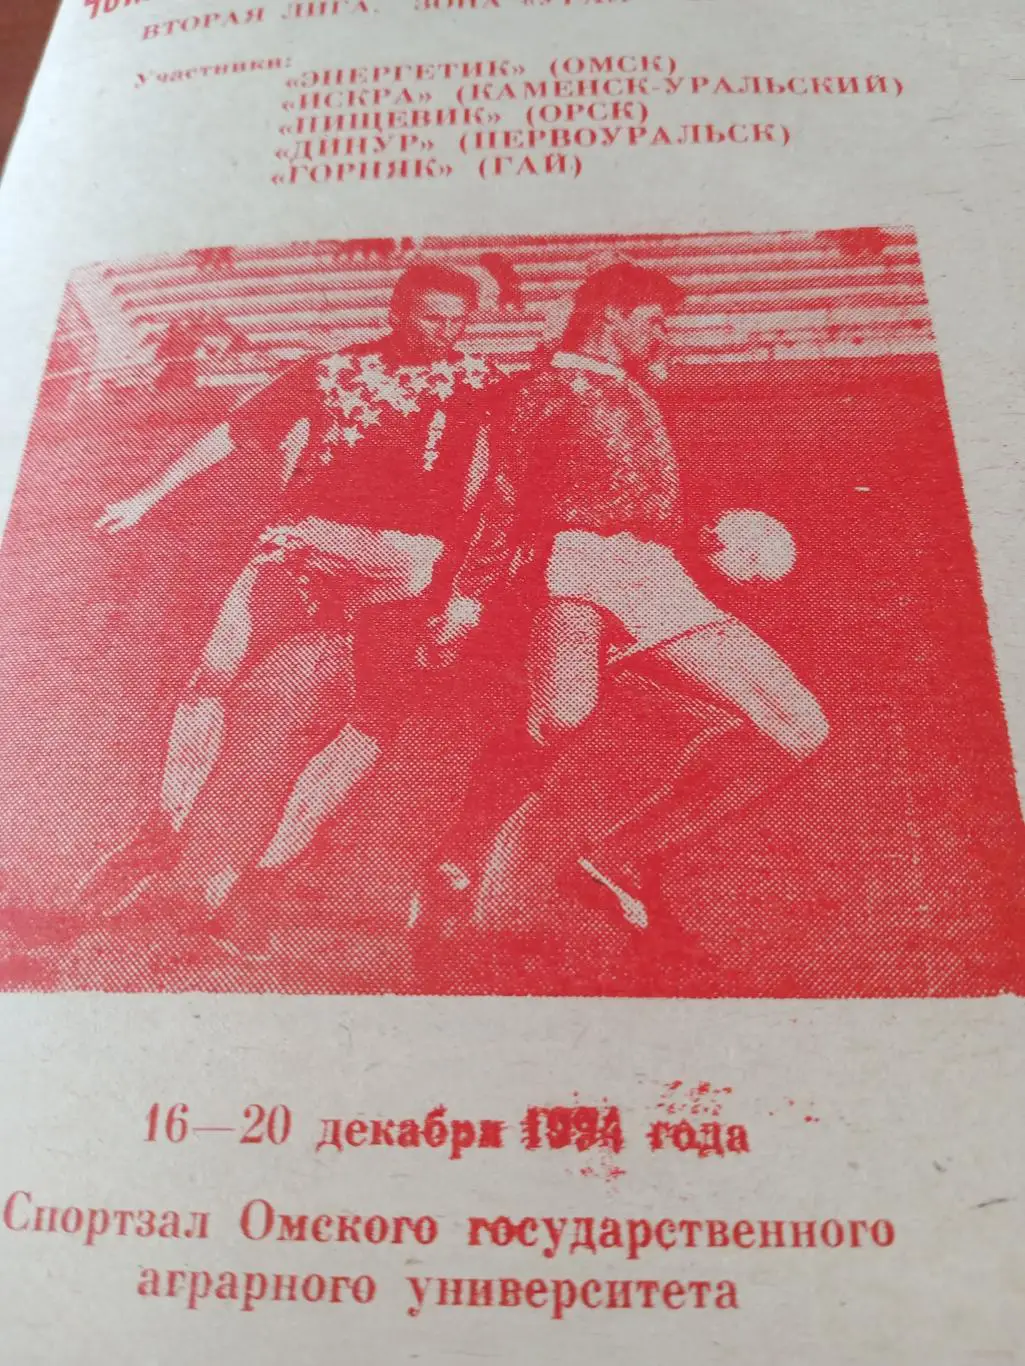 ВТОРАЯ ЛИГА. ЗОНА
Участники:
«ЭНЕРГЕТИК» (ОМСК)
«ИСКРА» (КАМЕНСК-УРАЛЬСКИЙ)
«ПИЩЕВИК» (ОРСК)
«ДИНУР» (ПЕРВОУРАЛЬСК)
«ГОРНЯК» (ГАЙ)
16—20 декабря 1994 года
Спортзал Омского государственного
аграрного университета